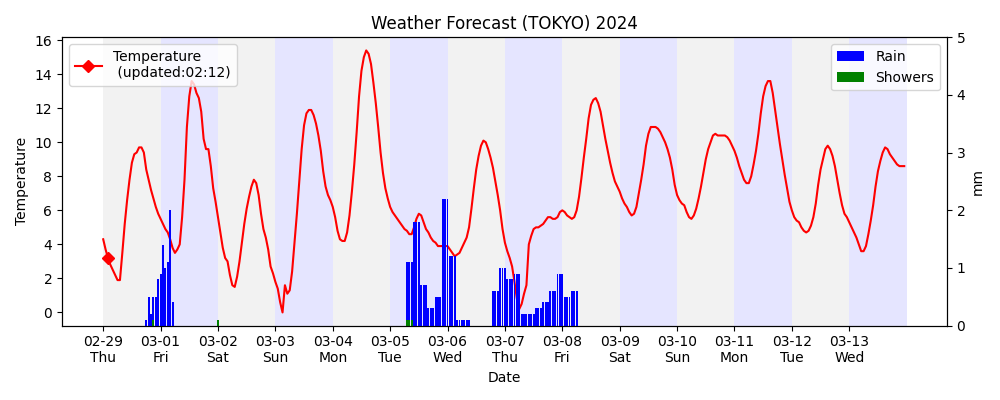 Weather Forecast (TOKYO) 2024
Temperature
(updated:02:12)
Rain
Showers
Temperature
16
14
12
10
8
6
4
2
0
5
4
3
2
1
0
mm
02-29 03-01 03-02 03-03 03-04 03-05 03-06 03-07 03-08 03-09 03-10 03-11 03-12 03-13
Thu Fri Sat Sun Mon Tue Wed Thu Fri Sat Sun Mon Tue Wed
Date